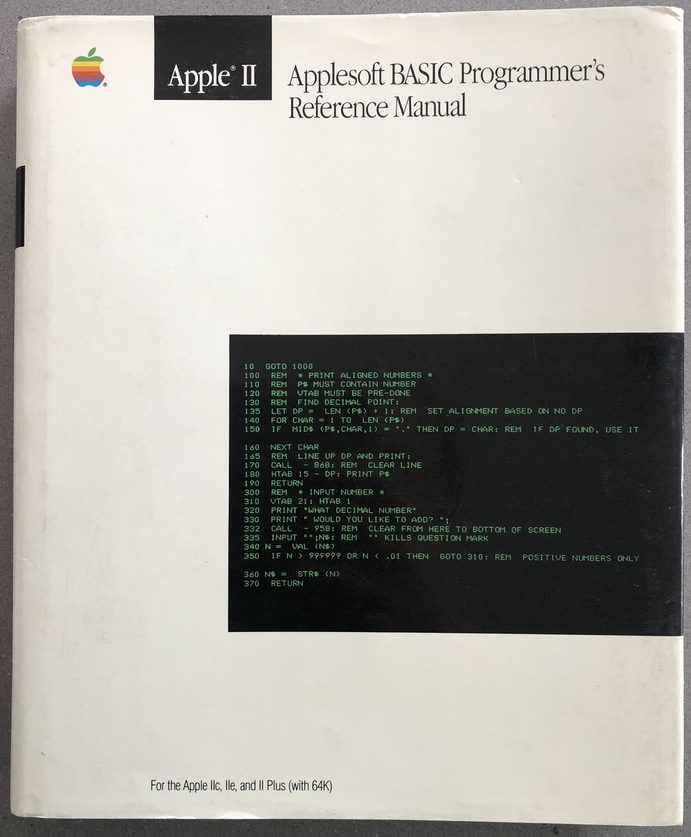 Apple® II
Applesoft BASIC Programmer's
Reference Manual
10  GOTO 1000
100  REM  * PRINT ALIGNED NUMBERS *
110  REM  P$ MUST CONTAIN NUMBER
120  REM  VTAB MUST BE PRE-DONE
130  REM  FIND DECIMAL POINT:
135  LET DP =  LEN (P$) + 1: REM  SET ALIGNMENT BASED ON NO DP
140  FOR CHAR = 1 TO  LEN (P$)
150  IF  MID$ (P$,CHAR,1) = "." THEN DP = CHAR: REM  IF DP FOUND, USE IT
160  NEXT CHAR
165  REM  LINE UP DP AND PRINT:
170  CALL  - 868: REM  CLEAR LINE
180  HTAB 15 - DP: PRINT P$
190  RETURN
300  REM  * INPUT NUMBER *
310  VTAB 21: HTAB 1
320  PRINT "WHAT DECIMAL NUMBER"
330  PRINT " WOULD YOU LIKE TO ADD? ";
332  CALL  - 958: REM  CLEAR FROM HERE TO BOTTOM OF SCREEN
335  INPUT "";N$: REM  "" KILLS QUESTION MARK
340 N =  VAL (N$)
350  IF N > 999999 OR N < .01 THEN  GOTO 310: REM  POSITIVE NUMBERS ONLY
360 N$ =  STR$ (N)
370  RETURN
For the Apple IIc, IIe, and II Plus (with 64K)